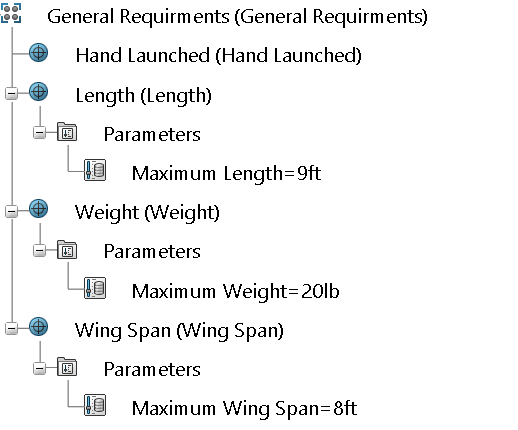 General Requirments (General Requirments)
Hand Launched (Hand Launched)
Length (Length)
Parameters
Maximum Length=9ft
Weight (Weight)
Parameters
Maximum Weight=20lb
Wing Span (Wing Span)
Parameters
Maximum Wing Span=8ft